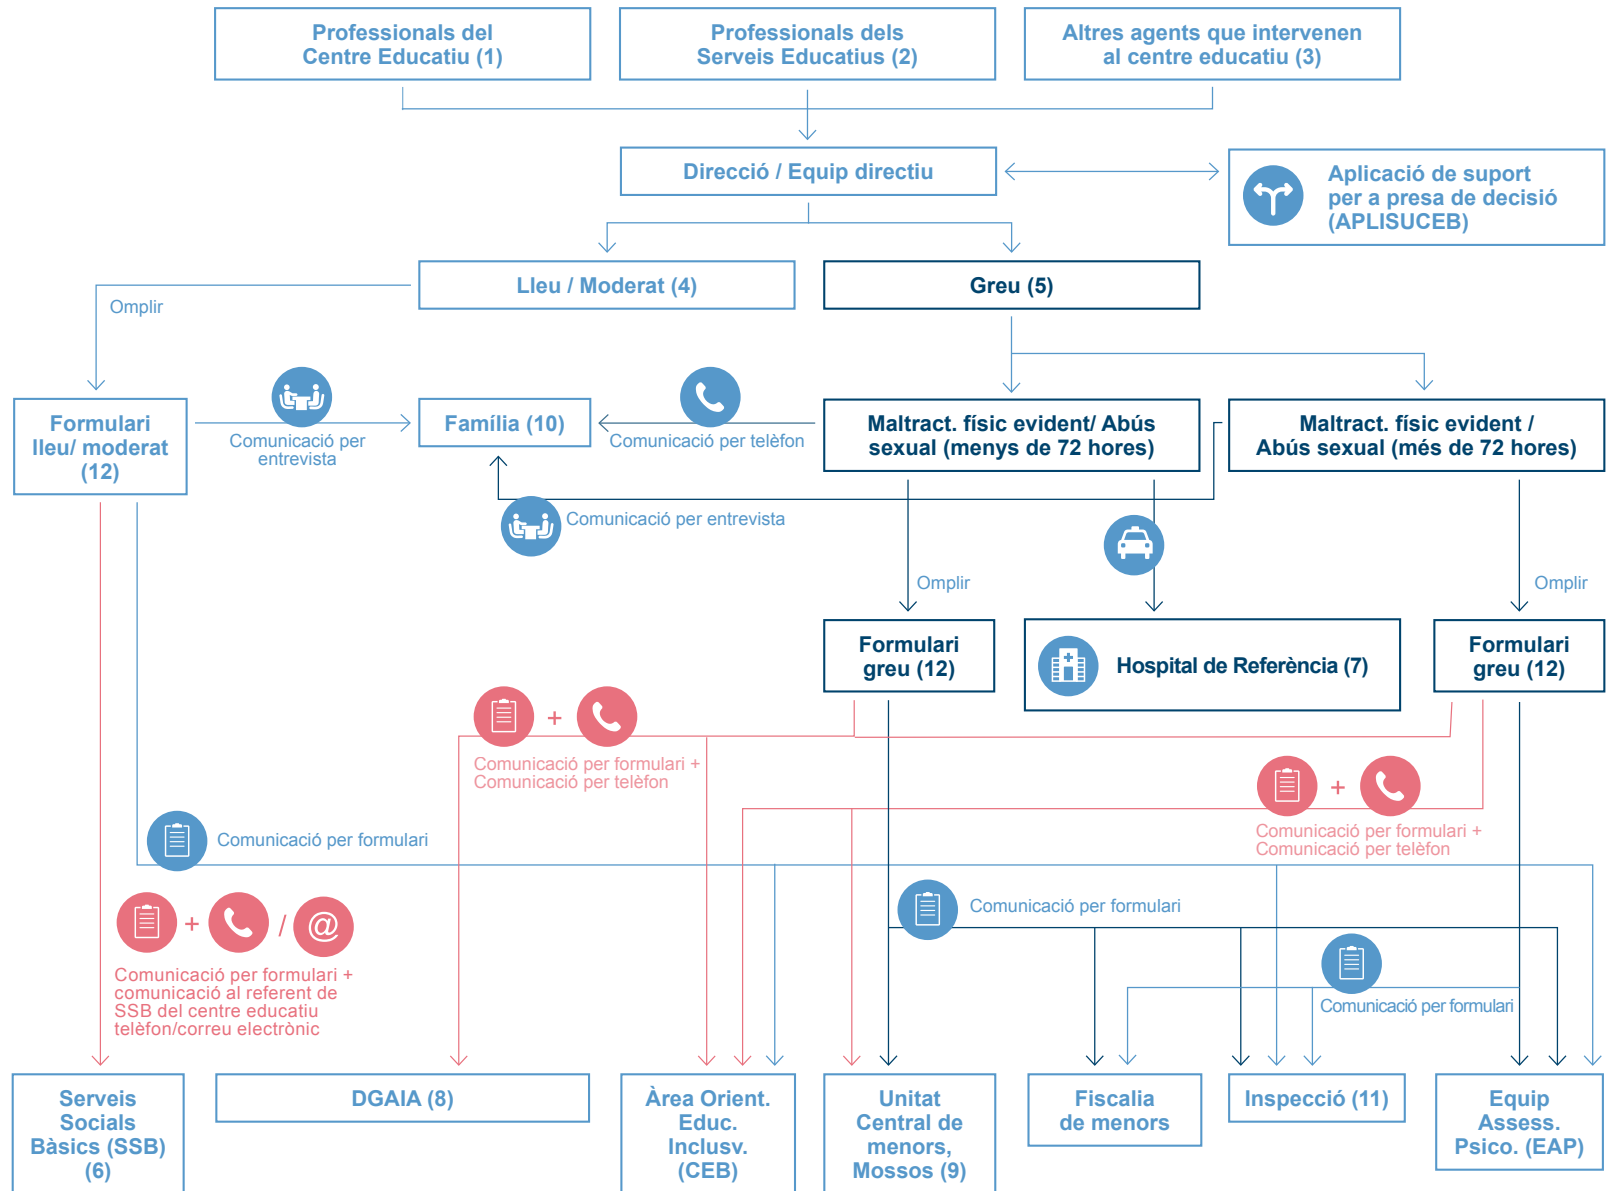 Professionals del
Centre Educatiu (1)
Professionals dels
Serveis Educatius (2)
Altres agents que intervenen
al centre educatiu (3)
Direcció / Equip directiu
Aplicació de suport
per a presa de decisió
(APLISUCEB)
Lleu / Moderat (4)
Greu (5)
Omplir
Formulari
lleu/ moderat
(12)
Comunicació per
entrevista
Família (10)
Comunicació per telèfon
Maltract. físic evident/ Abús
sexual (menys de 72 hores)
Maltract. físic evident /
Abús sexual (més de 72 hores)
Comunicació per entrevista
Omplir
Omplir
Formulari
greu (12)
Hospital de Referència (7)
Formulari
greu (12)
+
Comunicació per formulari +
Comunicació per telèfon
+
Comunicació per formulari +
Comunicació per telèfon
Comunicació per formulari
+ / @
Comunicació per formulari +
comunicació al referent de
SSB del centre educatiu
telèfon/correu electrònic
Comunicació per formulari
Comunicació per formulari
Serveis
Socials
Bàsics (SSB)
(6)
DGAIA (8)
Àrea Orient.
Educ.
Inclusv.
(CEB)
Unitat
Central de
menors,
Mossos (9)
Fiscalia
de menors
Inspecció (11)
Equip
Assess.
Psico. (EAP)